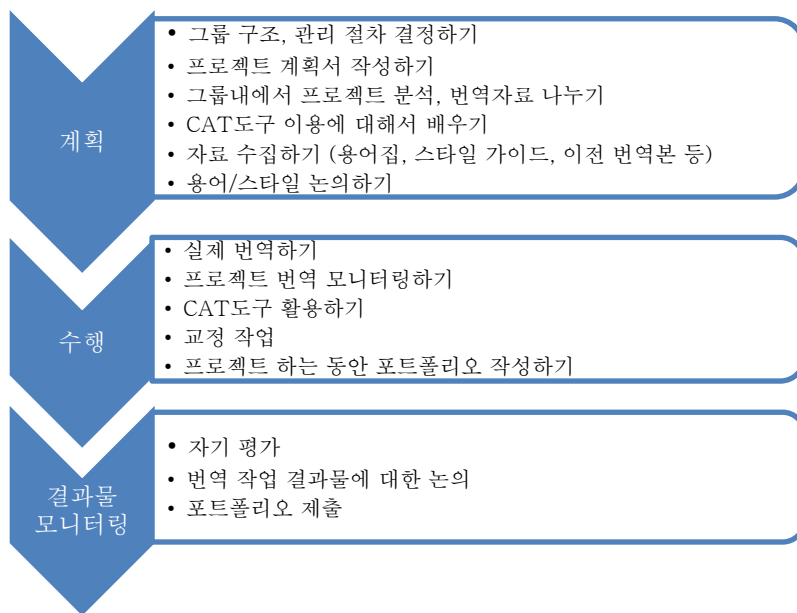 계획
• 그룹 구조, 관리 절차 결정하기
• 프로젝트 계획서 작성하기
• 그룹내에서 프로젝트 분석, 번역자료 나누기
• CAT도구 이용에 대해서 배우기
• 자료 수집하기 (용어집, 스타일 가이드, 이전 번역본 등)
• 용어/스타일 논의하기
수행
• 실제 번역하기
• 프로젝트 번역 모니터링하기
• CAT도구 활용하기
• 교정 작업
• 프로젝트 하는 동안 포트폴리오 작성하기
결과물
모니터링
• 자기 평가
• 번역 작업 결과물에 대한 논의
• 포트폴리오 제출